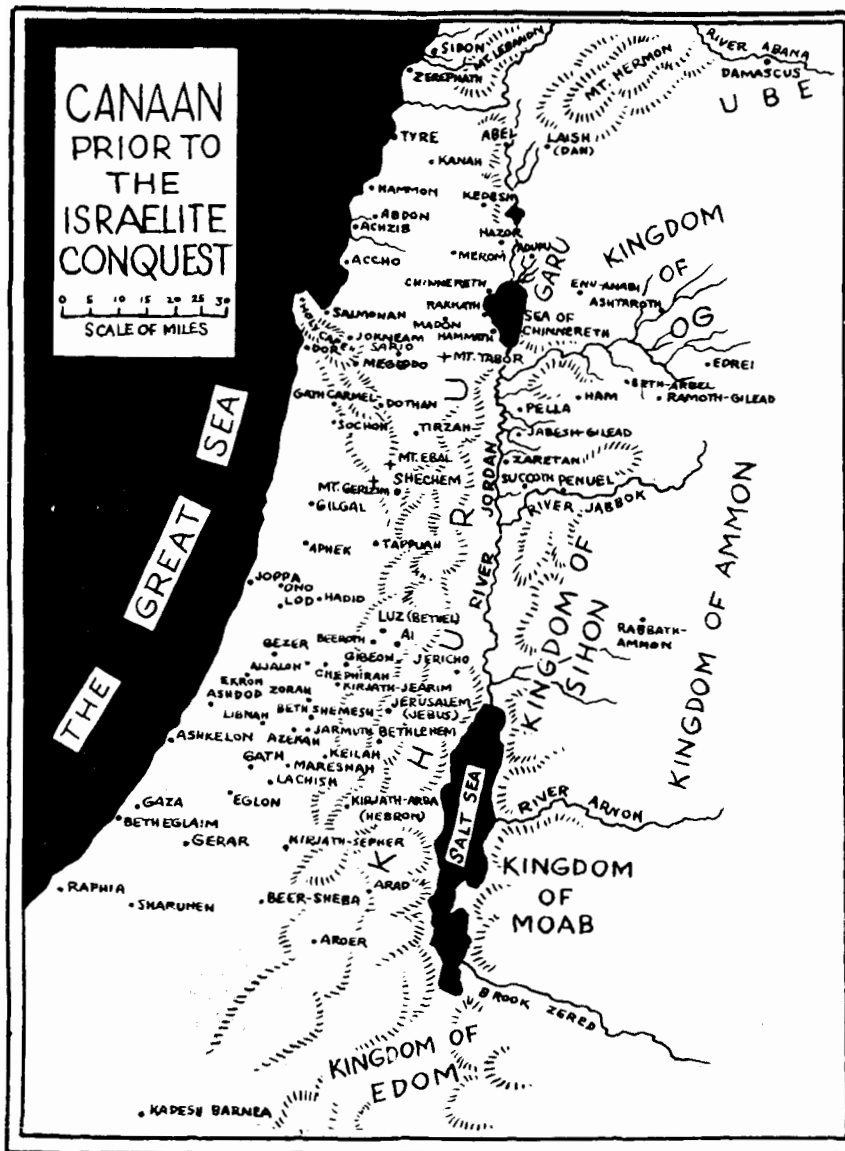 CANAAN
PRIOR TO
THE
ISRAELITE
CONQUEST
0 5 10 15 20 25 30
SCALE OF MILES
THE GREAT SEA
SIDON
MT. LEBANON
ZEREPHATH
MT. HERMON
RIVER ABANA
DAMASCUS
UBE
TYRE
ABEL
LAISH
(DAN)
KANAH
HAMMON
KEDESH
ABDON
ACHZIB
HAZOR
MEROM
ACCHO
GARU
KINGDOM
OF
OG
CHINNERETH
ASHTAROTH
RAKKATH
SEA OF
CHINNERETH
MADON
HAMMATH
SALMONAH
HOLY CAPE
JOKNEAM
SARID
DOR
MEGIDDO
MT. TABOR
EDREI
BETH-ARBEL
HAM
RAMOTH-GILEAD
PELLA
GATH CARMEL
DOTHAN
SOCHOH
TIRZAH
JABESH-GILEAD
MT. EBAL
ZARETAN
SHECHEM
SUCCOTH
PENUEL
MT. GERIZIM
RIVER JABBOK
GILGAL
RIVER JORDAN
APHEK
TAPPUAH
KHURRU
KINGDOM OF
SIHON
KINGDOM OF AMMON
JOPPA
ONO
LOD
HADID
LUZ (BETHEL)
AI
BEEROTH
RABBATH-
AMMON
GEZER
GIBEON
JERICHO
AIJALON
CHEPHIRAH
EKRON
KIRJATH-JEARIM
ASHDOD
ZORAH
JERUSALEM
(JEBUS)
LIBNAH
BETH SHEMESH
ASHKELON
AZEKAH
JARMUTH
BETHLEHEM
KEILAH
GATH
MARESHAH
LACHISH
SALT SEA
GAZA
EGLON
KIRJATH-ARBA
(HEBRON)
RIVER ARNON
BETH EGLAIM
GERAR
KIRJATH-SEPHER
KINGDOM
OF
MOAB
RAPHIA
ARAD
SHARUHEN
BEER-SHEBA
AROER
BROOK ZERED
KINGDOM OF
EDOM
KADESH BARNEA